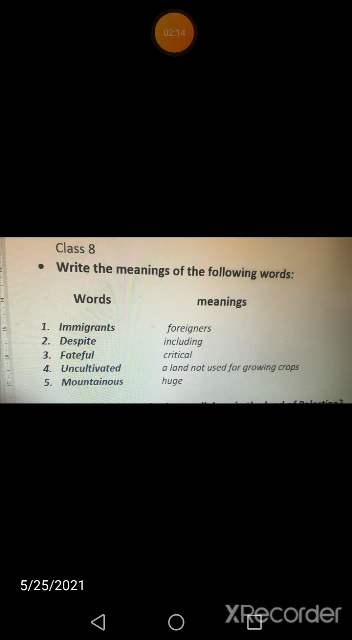 02:14
Class 8
• Write the meanings of the following words:
Words meanings
1. Immigrants foreigners
2. Despite including
3. Fateful critical
4. Uncultivated a land not used for growing crops
5. Mountainous huge
5/25/2021
XRecorder